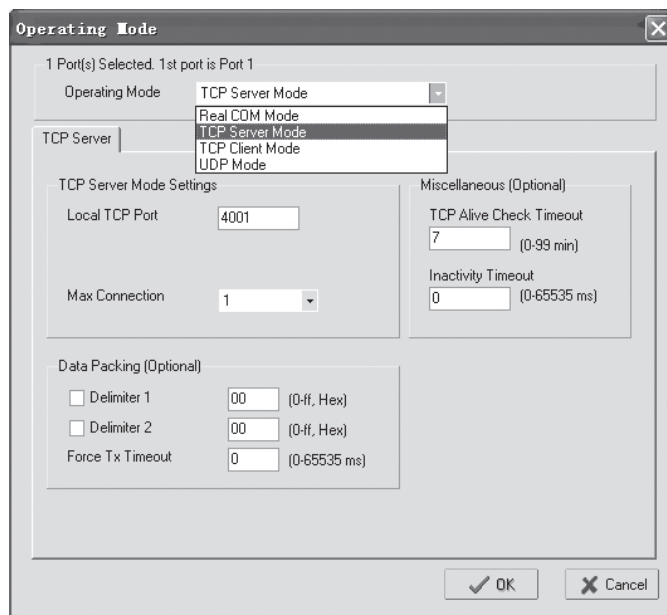 Operating Mode
1 Port(s) Selected. 1st port is Port 1
Operating Mode
TCP Server Mode
Real COM Mode
TCP Server Mode
TCP Client Mode
UDP Mode
TCP Server
TCP Server Mode Settings
Local TCP Port
4001
Max Connection
1
Miscellaneous (Optional)
TCP Alive Check Timeout
7
(0-99 min)
Inactivity Timeout
0
(0-65535 ms)
Data Packing (Optional)
Delimiter 1
00
(0-ff, Hex)
Delimiter 2
00
(0-ff, Hex)
Force Tx Timeout
0
(0-65535 ms)
OK
Cancel